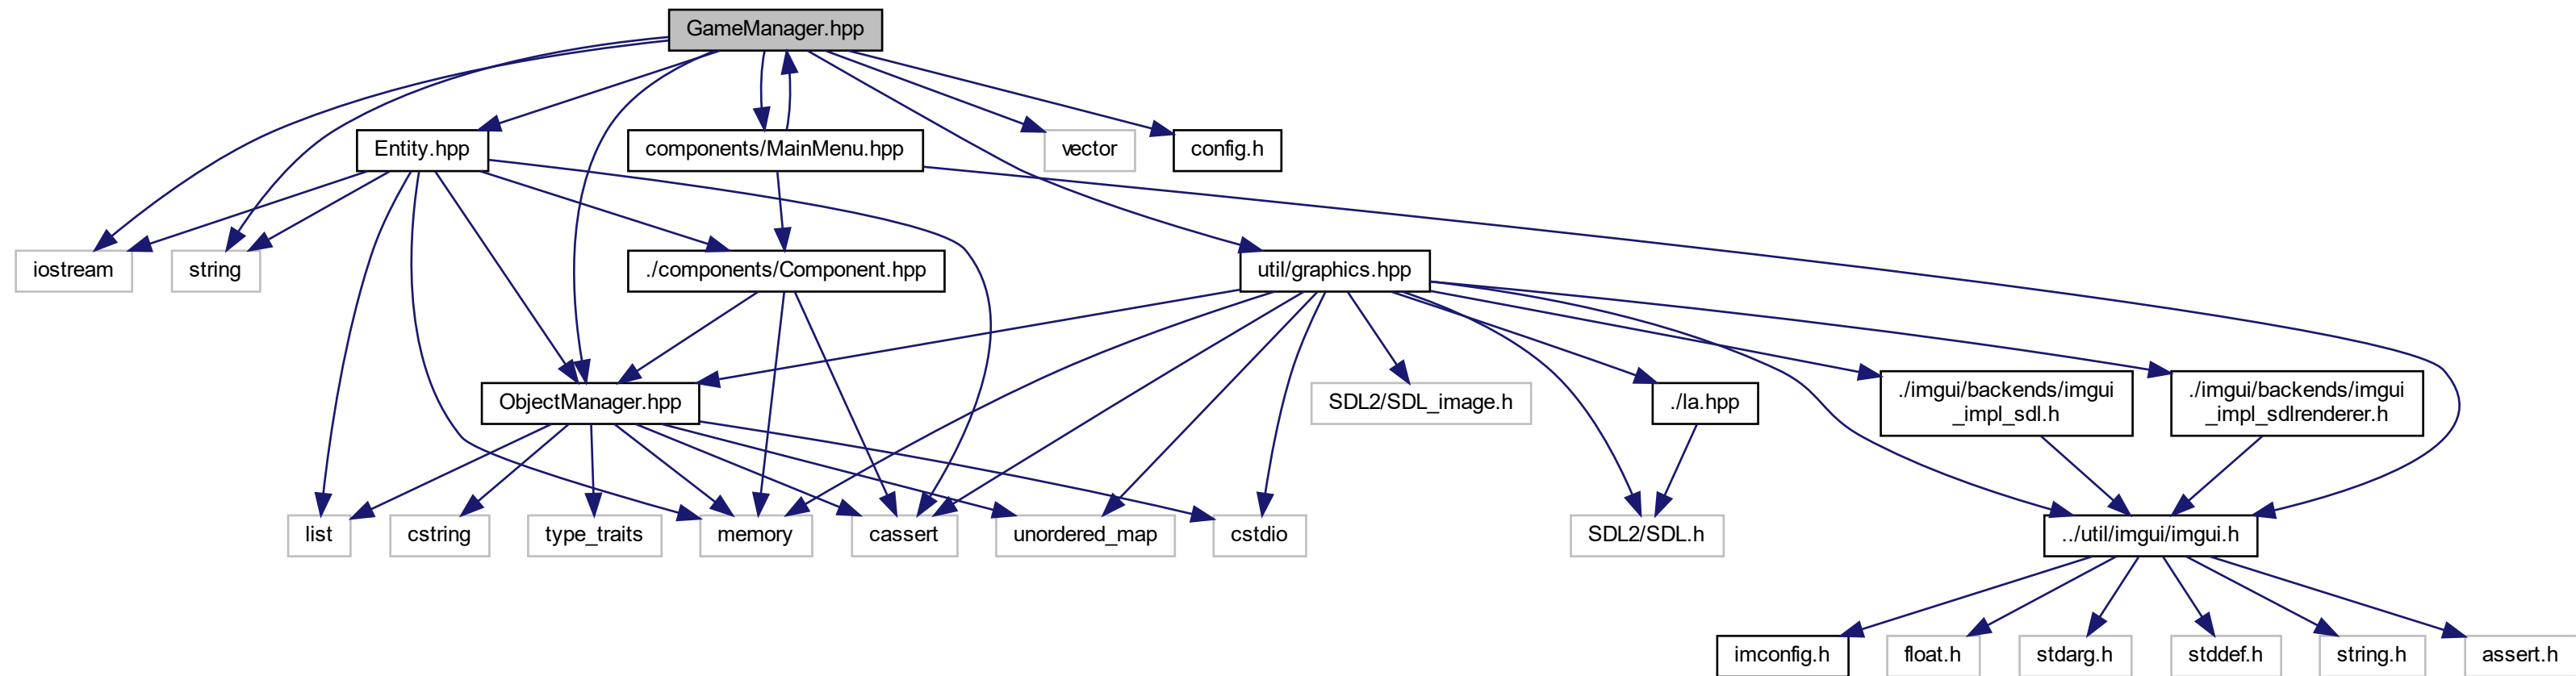 GameManager.hpp
Entity.hpp
components/MainMenu.hpp
vector
config.h
iostream
string
./components/Component.hpp
util/graphics.hpp
ObjectManager.hpp
SDL2/SDL_image.h
./la.hpp
./imgui/backends/imgui
_impl_sdl.h
./imgui/backends/imgui
_impl_sdlrenderer.h
list
cstring
type_traits
memory
cassert
unordered_map
cstdio
SDL2/SDL.h
../util/imgui/imgui.h
imconfig.h
float.h
stdarg.h
stddef.h
string.h
assert.h